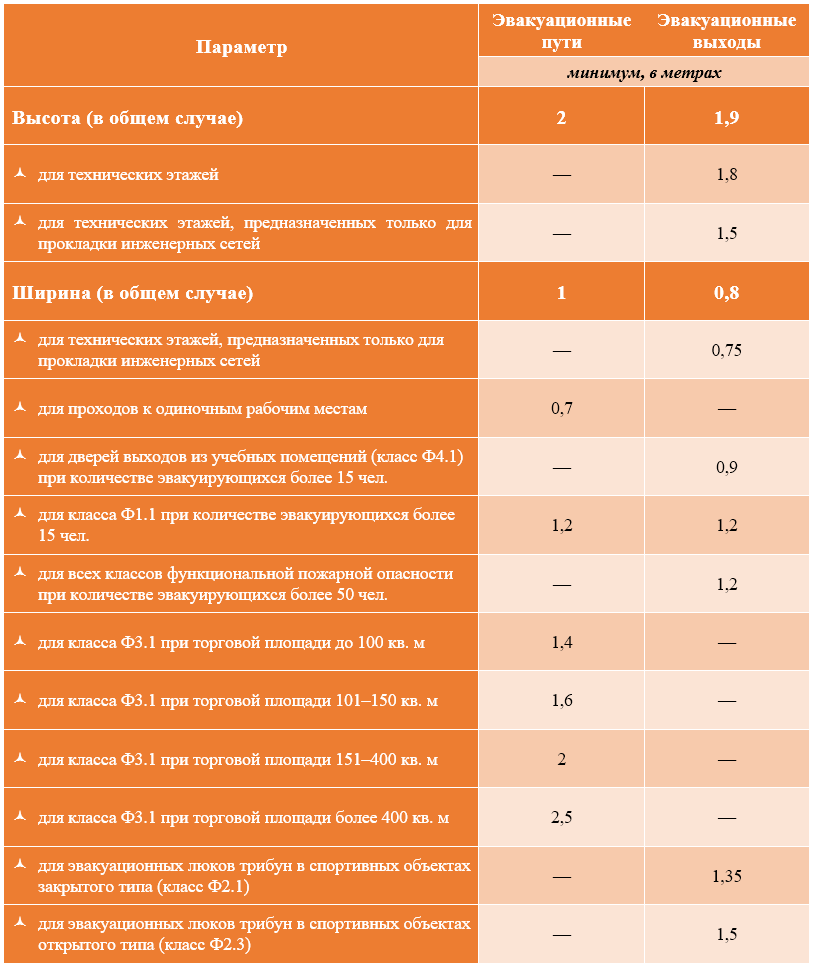 Параметр
Эвакуационные пути
Эвакуационные выходы
минимум, в метрах
Высота (в общем случае) 2 1,9
для технических этажей — 1,8
для технических этажей, предназначенных только для
прокладки инженерных сетей — 1,5
Ширина (в общем случае) 1 0,8
для технических этажей, предназначенных только для
прокладки инженерных сетей — 0,75
для проходов к одиночным рабочим местам 0,7 —
для дверей выходов из учебных помещений (класс Ф4.1)
при количестве эвакуирующихся более 15 чел. — 0,9
для класса Ф1.1 при количестве эвакуирующихся более
15 чел. 1,2 1,2
для всех классов функциональной пожарной опасности
при количестве эвакуирующихся более 50 чел. — 1,2
для класса Ф3.1 при торговой площади до 100 кв. м 1,4 —
для класса Ф3.1 при торговой площади 101–150 кв. м 1,6 —
для класса Ф3.1 при торговой площади 151–400 кв. м 2 —
для класса Ф3.1 при торговой площади более 400 кв. м 2,5 —
для эвакуационных люков трибун в спортивных объектах
закрытого типа (класс Ф2.1) — 1,35
для эвакуационных люков трибун в спортивных объектах
открытого типа (класс Ф2.3) — 1,5